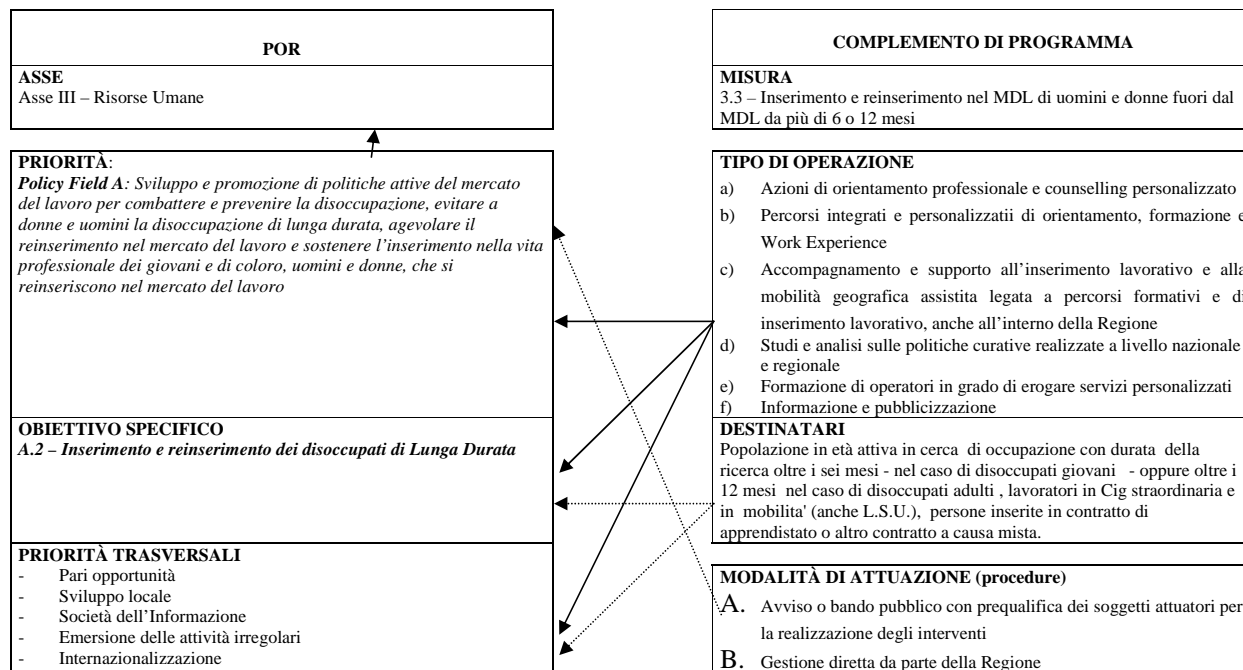 POR
ASSE
Asse III – Risorse Umane
PRIORITÀ:
Policy Field A: Sviluppo e promozione di politiche attive del mercato
del lavoro per combattere e prevenire la disoccupazione, evitare a
donne e uomini la disoccupazione di lunga durata, agevolare il
reinserimento nel mercato del lavoro e sostenere l’inserimento nella vita
professionale dei giovani e di coloro, uomini e donne, che si
reinseriscono nel mercato del lavoro
OBIETTIVO SPECIFICO
A.2 – Inserimento e reinserimento dei disoccupati di Lunga Durata
PRIORITÀ TRASVERSALI
- Pari opportunità
- Sviluppo locale
- Società dell’Informazione
- Emersione delle attività irregolari
- Internazionalizzazione
COMPLEMENTO DI PROGRAMMA
MISURA
3.3 – Inserimento e reinserimento nel MDL di uomini e donne fuori dal
MDL da più di 6 o 12 mesi
TIPO DI OPERAZIONE
a) Azioni di orientamento professionale e counselling personalizzato
b) Percorsi integrati e personalizzatii di orientamento, formazione e
Work Experience
c) Accompagnamento e supporto all’inserimento lavorativo e alla
mobilità geografica assistita legata a percorsi formativi e di
inserimento lavorativo, anche all’interno della Regione
d) Studi e analisi sulle politiche curative realizzate a livello nazionale
e regionale
e) Formazione di operatori in grado di erogare servizi personalizzati
f) Informazione e pubblicizzazione
DESTINATARI
Popolazione in età attiva in cerca di occupazione con durata della
ricerca oltre i sei mesi - nel caso di disoccupati giovani - oppure oltre i
12 mesi nel caso di disoccupati adulti , lavoratori in Cig straordinaria e
in mobilita' (anche L.S.U.), persone inserite in contratto di
apprendistato o altro contratto a causa mista.
MODALITÀ DI ATTUAZIONE (procedure)
A. Avviso o bando pubblico con prequalifica dei soggetti attuatori per
la realizzazione degli interventi
B. Gestione diretta da parte della Regione